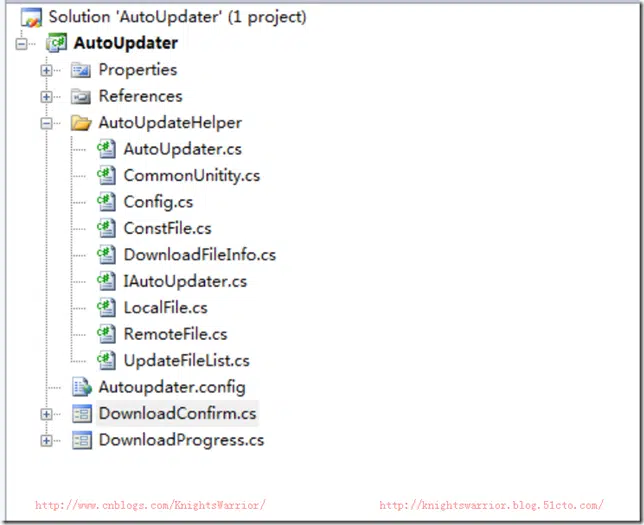 Solution 'AutoUpdater' (1 project)
AutoUpdater
Properties
References
AutoUpdateHelper
AutoUpdater.cs
CommonUnitity.cs
Config.cs
ConstFile.cs
DownloadFileInfo.cs
IAutoUpdater.cs
LocalFile.cs
RemoteFile.cs
UpdateFileList.cs
Autoupdater.config
DownloadConfirm.cs
DownloadProgress.cs
http://www.cnblogs.com/KnightsWarrior/ http://knightswarrior.blog.51cto.com/